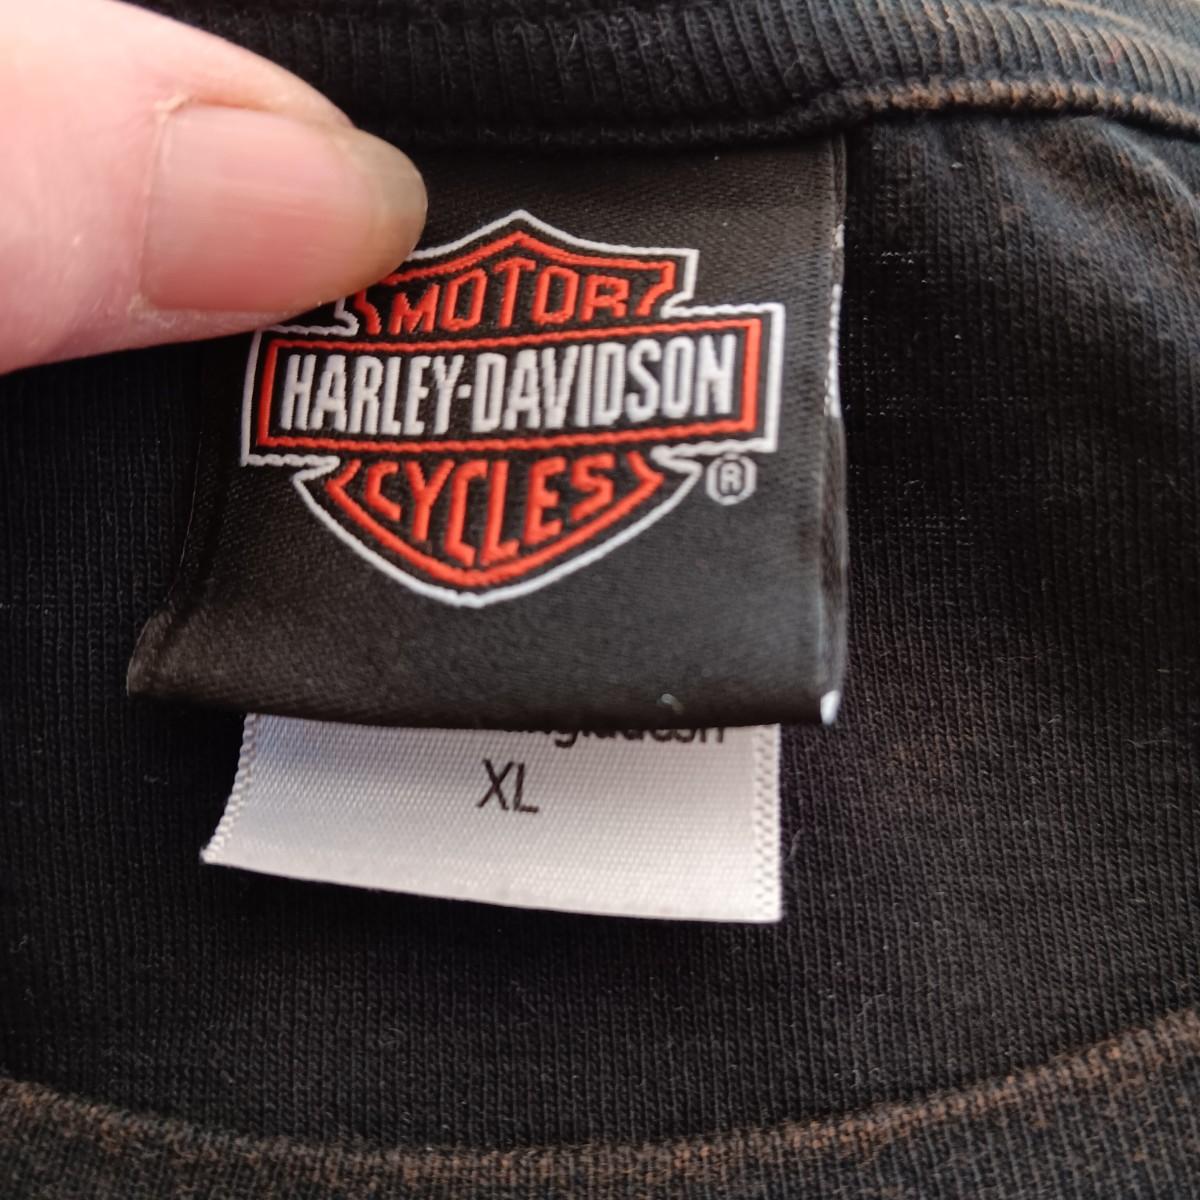 MOTOR
HARLEY-DAVIDSON
CYCLES
®
XL